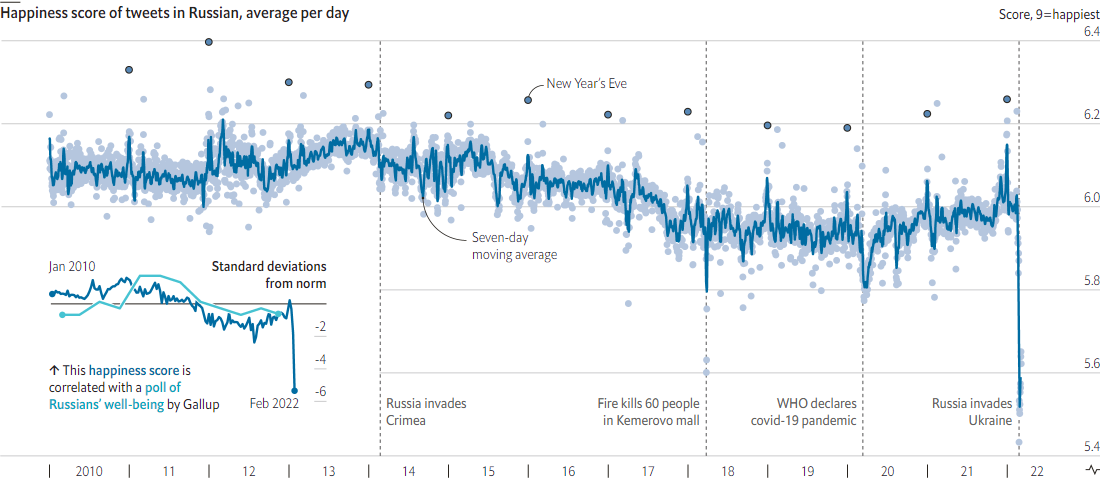 Happiness score of tweets in Russian, average per day
Score, 9=happiest
6.4
New Year's Eve
6.2
6.0
Seven-day
moving average
Jan 2010
Standard deviations
from norm
5.8
-2
-4
↑ This happiness score is
correlated with a poll of
Russians' well-being by Gallup
-6
Feb 2022
5.6
Russia invades
Crimea
Fire kills 60 people
in Kemerovo mall
WHO declares
covid-19 pandemic
Russia invades
Ukraine
5.4
2010 11 12 13 14 15 16 17 18 19 20 21 22